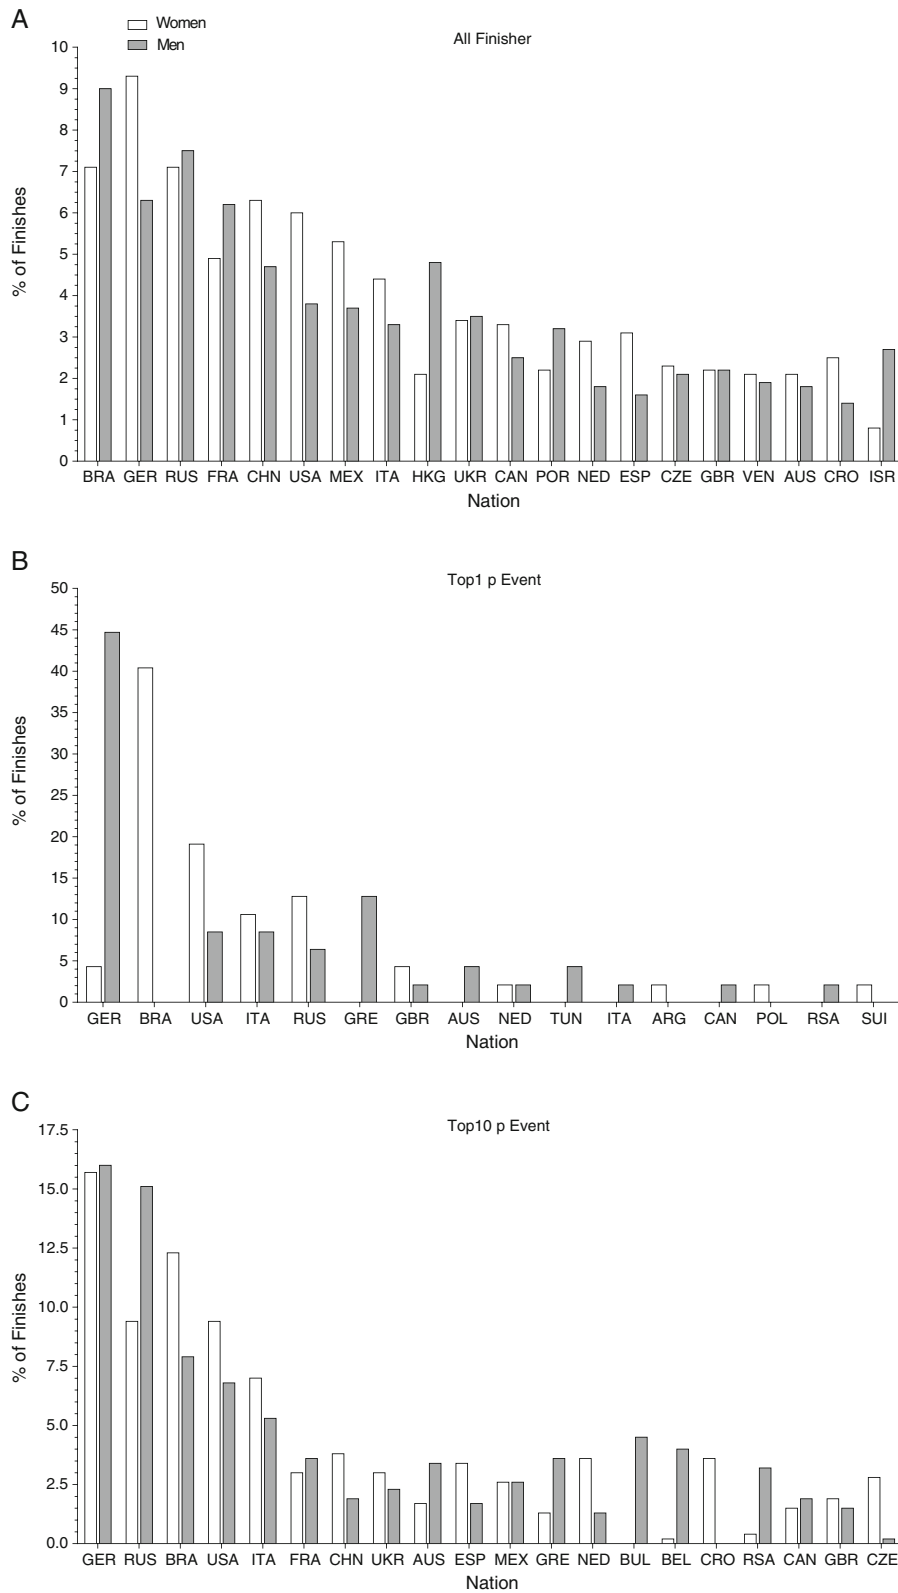 A
Women
Men
All Finisher
10
9
8
7
6
5
4
3
2
1
0
% of Finishes
BRA GER RUS FRA CHN USA MEX ITA HKG UKR CAN POR NED ESP CZE GBR VEN AUS CRO ISR
Nation
B
Top1 p Event
50
45
40
35
30
25
20
15
10
5
0
% of Finishes
GER BRA USA ITA RUS GRE GBR AUS NED TUN ITA ARG CAN POL RSA SUI
Nation
C
Top10 p Event
17.5
15.0
12.5
10.0
7.5
5.0
2.5
0.0
% of Finishes
GER RUS BRA USA ITA FRA CHN UKR AUS ESP MEX GRE NED BUL BEL CRO RSA CAN GBR CZE
Nation